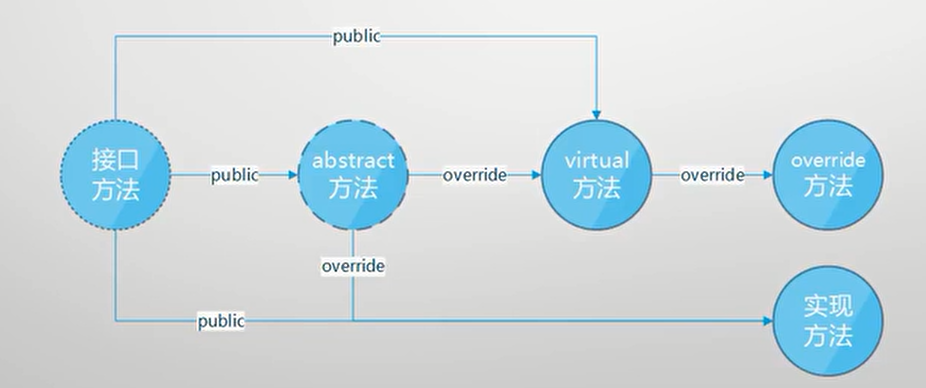 public
接口
方法
public
abstract
方法
override
virtual
方法
override
override
方法
override
public
实现
方法